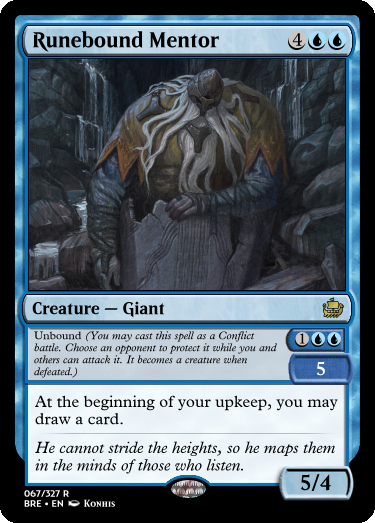 Runebound Mentor 4
Creature — Giant
Unbound (You may cast this spell as a Conflict
battle. Choose an opponent to protect it while you and
others can attack it. It becomes a creature when
defeated.)
1
5
At the beginning of your upkeep, you may
draw a card.
He cannot stride the heights, so he maps them
in the minds of those who listen.
5/4
067/327 R
BRE • EN Konhis